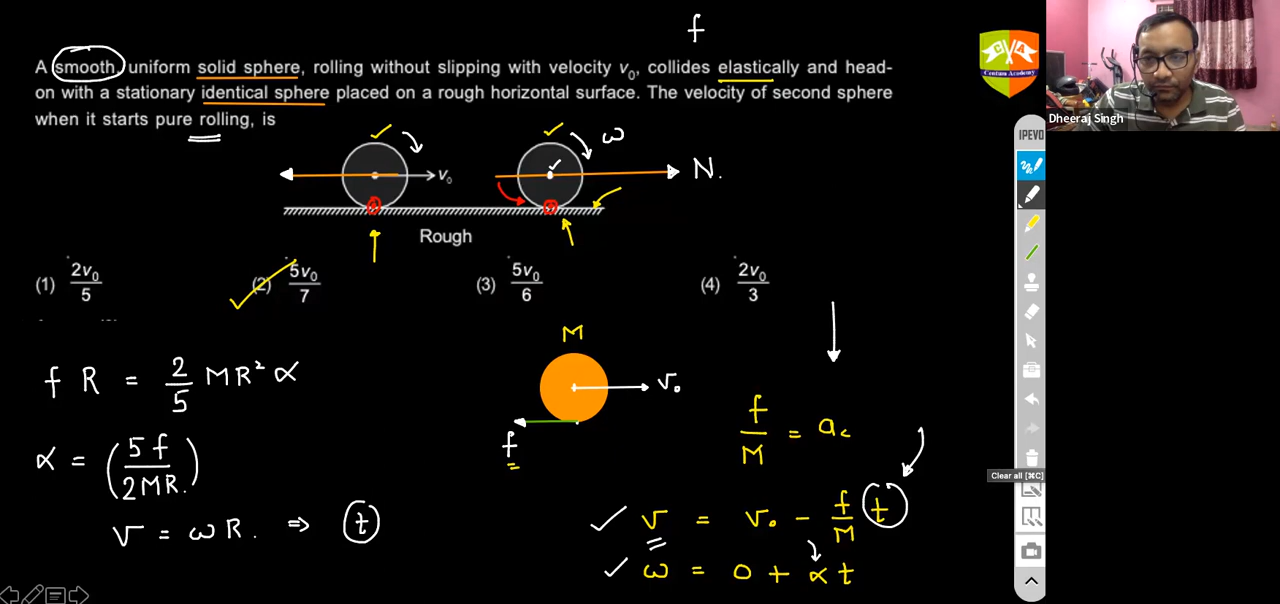 f
A smooth uniform solid sphere, rolling without slipping with velocity v₀, collides elastically and head-
on with a stationary identical sphere placed on a rough horizontal surface. The velocity of second sphere
when it starts pure rolling, is
Centum Academy
Dheeraj Singh
IPEVO
ω
v₀
N.
Rough
(1) 2v₀/5 (2) 5v₀/7 (3) 5v₀/6 (4) 2v₀/3
M
v₀
f
f R = 2/5 MR² α
α = (5f/2MR.)
v = ωR. ⇒ t
f/M = a꜀
v = v₀ - f/M t
ω = 0 + αt
Clear all [⌘C]